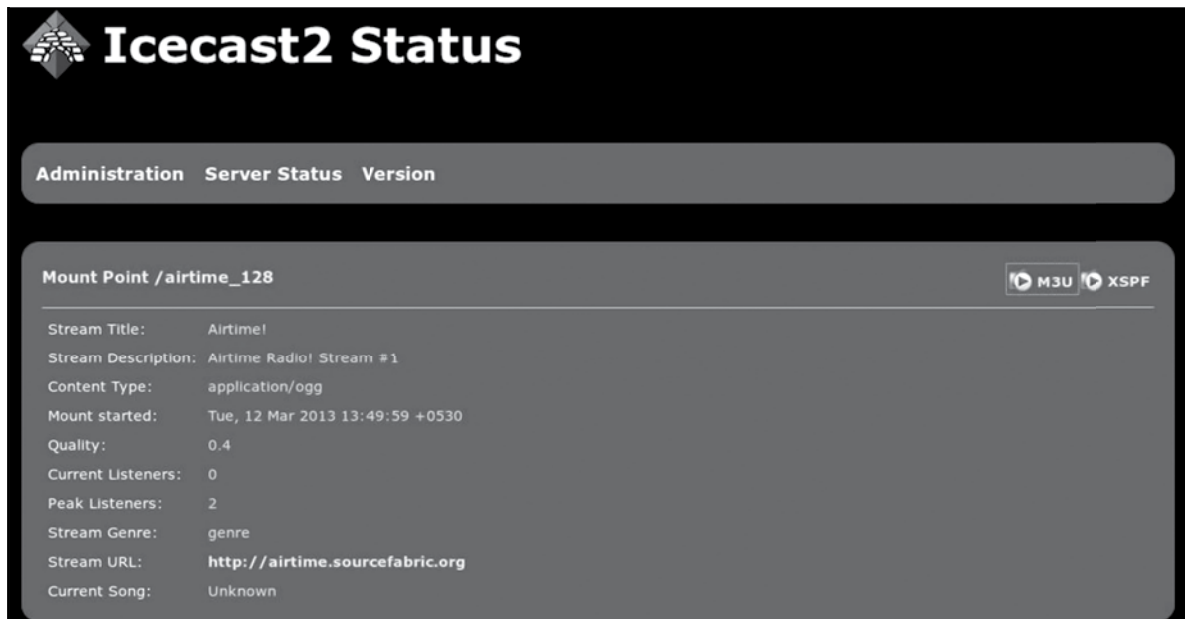 Icecast2 Status
Administration Server Status Version
Mount Point /airtime_128 M3U XSPF
Stream Title: Airtime!
Stream Description: Airtime Radio! Stream #1
Content Type: application/ogg
Mount started: Tue, 12 Mar 2013 13:49:59 +0530
Quality: 0.4
Current Listeners: 0
Peak Listeners: 2
Stream Genre: genre
Stream URL: http://airtime.sourcefabric.org
Current Song: Unknown